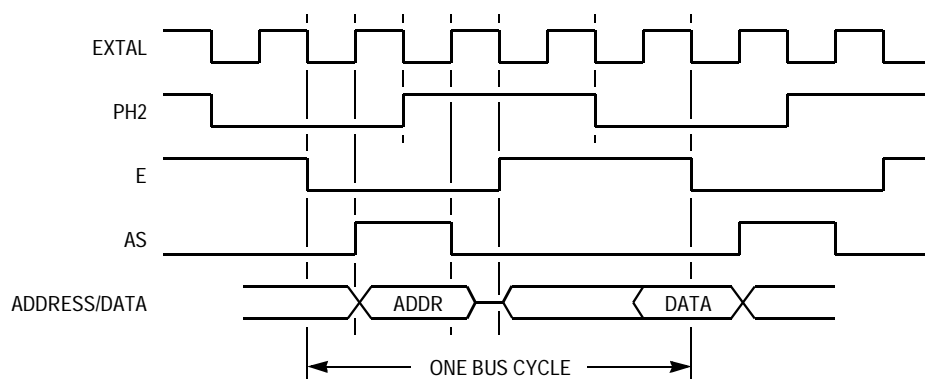 EXTAL
PH2
E
AS
ADDRESS/DATA
ADDR
DATA
ONE BUS CYCLE